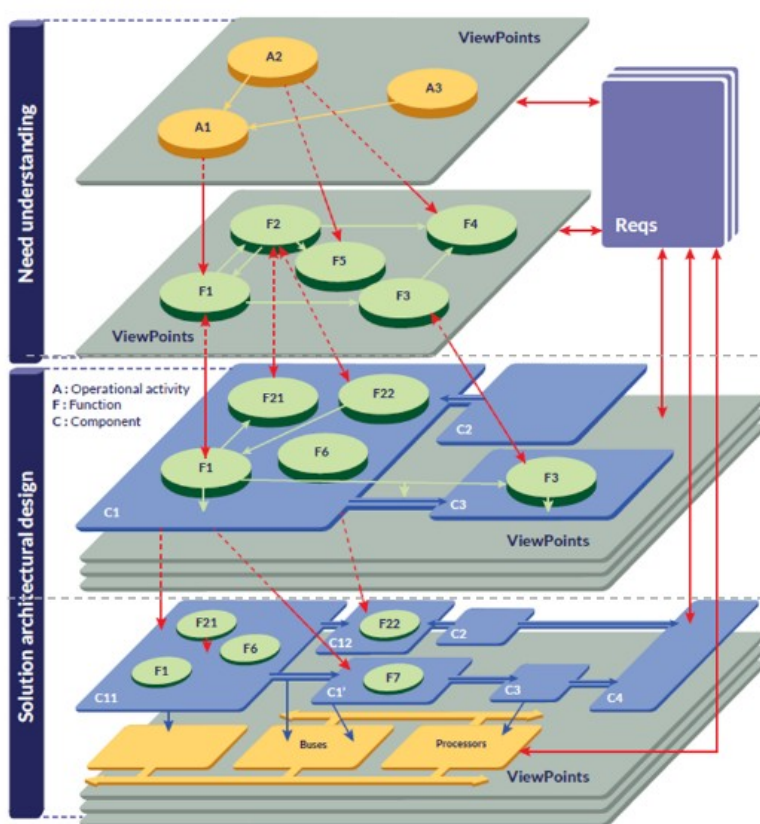 Need understanding
ViewPoints
A2
A3
A1
Reqs
F2
F4
F5
F1
F3
ViewPoints
Solution architectural design
A : Operational activity
F : Function
C : Component
F21
F22
C2
F6
F1
F3
C1
C3
ViewPoints
F21
F22
C2
F6
C12
F1
F7
C11
C1'
C3
C4
Buses
Processors
ViewPoints